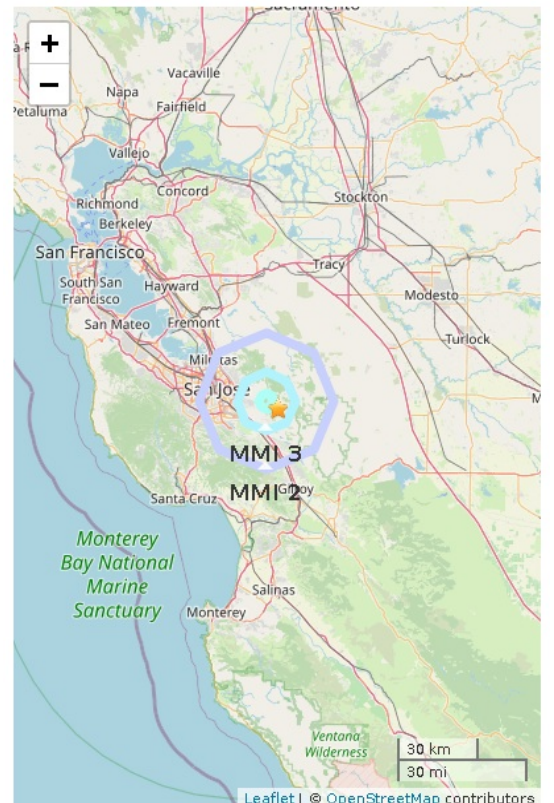 Sacramento
+
−
Vacaville
Napa
Fairfield
Petaluma
Vallejo
Concord
Richmond
Stockton
Berkeley
San Francisco
Tracy
South San
Francisco
Hayward
Modesto
San Mateo
Fremont
Turlock
Milpitas
San Jose
MMI 3
MMI 2
Gilroy
Santa Cruz
Monterey
Bay National
Marine
Sanctuary
Salinas
Monterey
Ventana
Wilderness
30 km
30 mi
Leaflet | © OpenStreetMap contributors